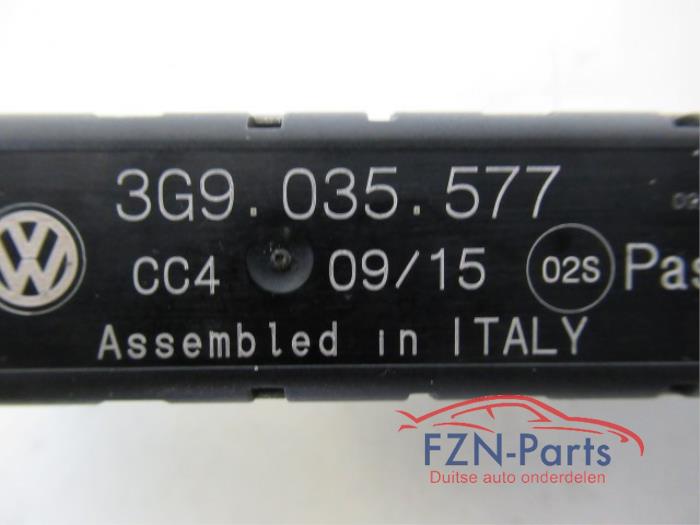 3G9.035.577
CC4 09/15 02S Pas
Assembled in ITALY
FZN-Parts
Duitse auto onderdelen